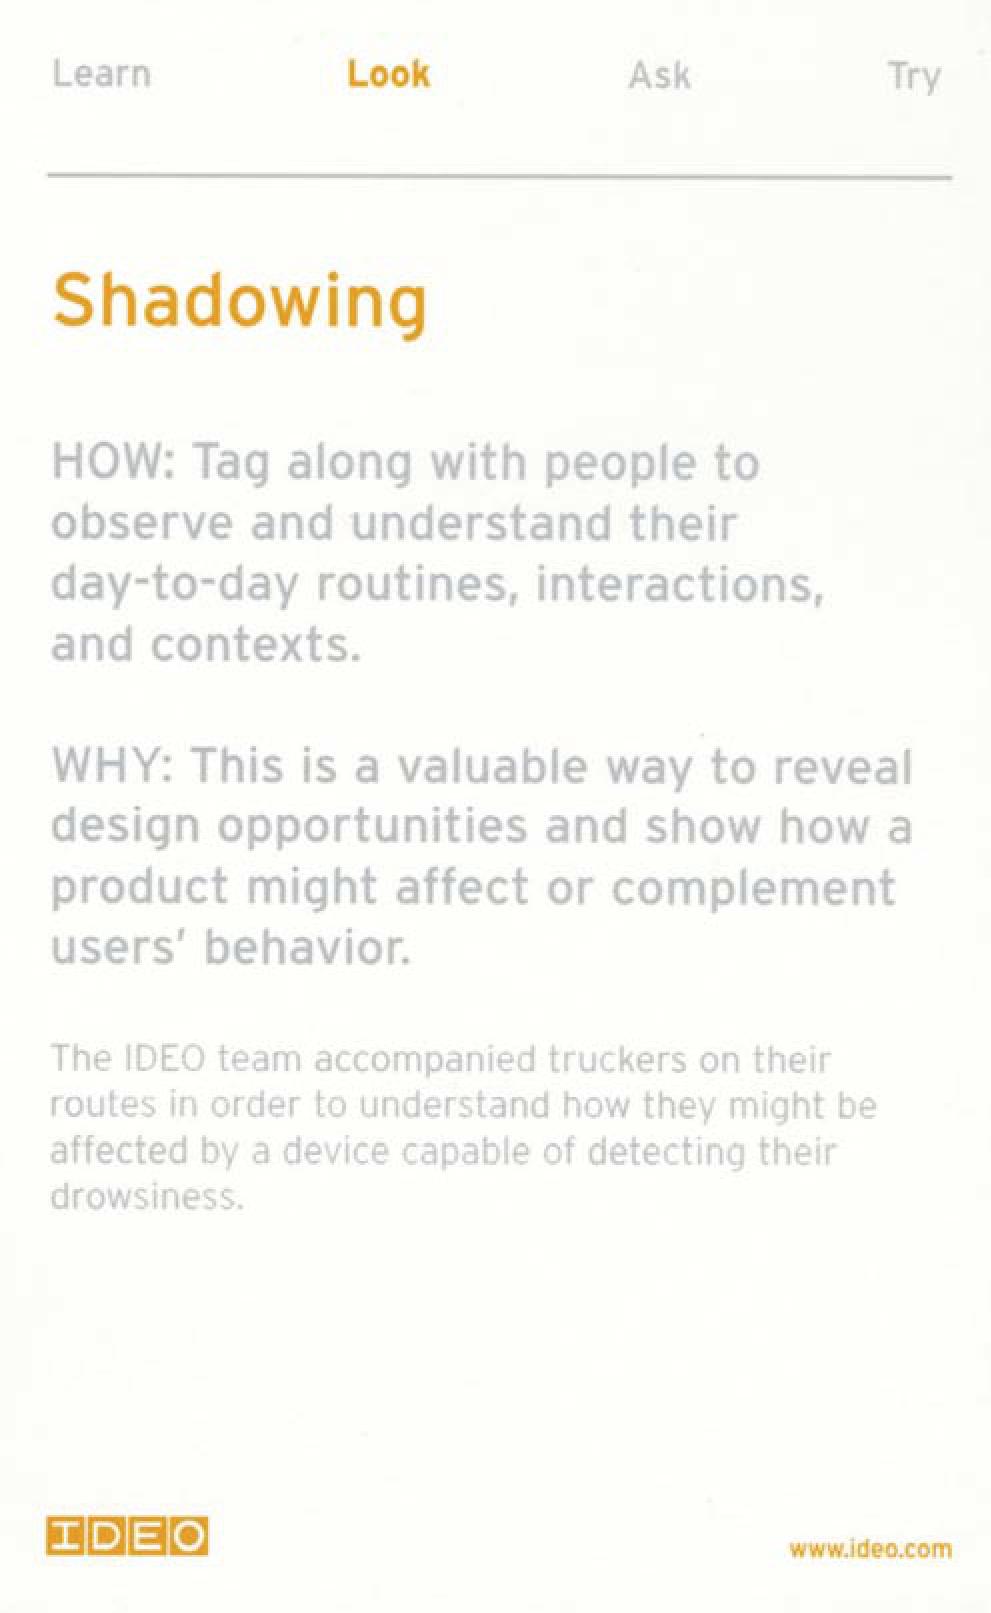 Learn Look Ask Try
Shadowing
HOW: Tag along with people to
observe and understand their
day-to-day routines, interactions,
and contexts.
WHY: This is a valuable way to reveal
design opportunities and show how a
product might affect or complement
users' behavior.
The IDEO team accompanied truckers on their
routes in order to understand how they might be
affected by a device capable of detecting their
drowsiness.
IDEO www.ideo.com